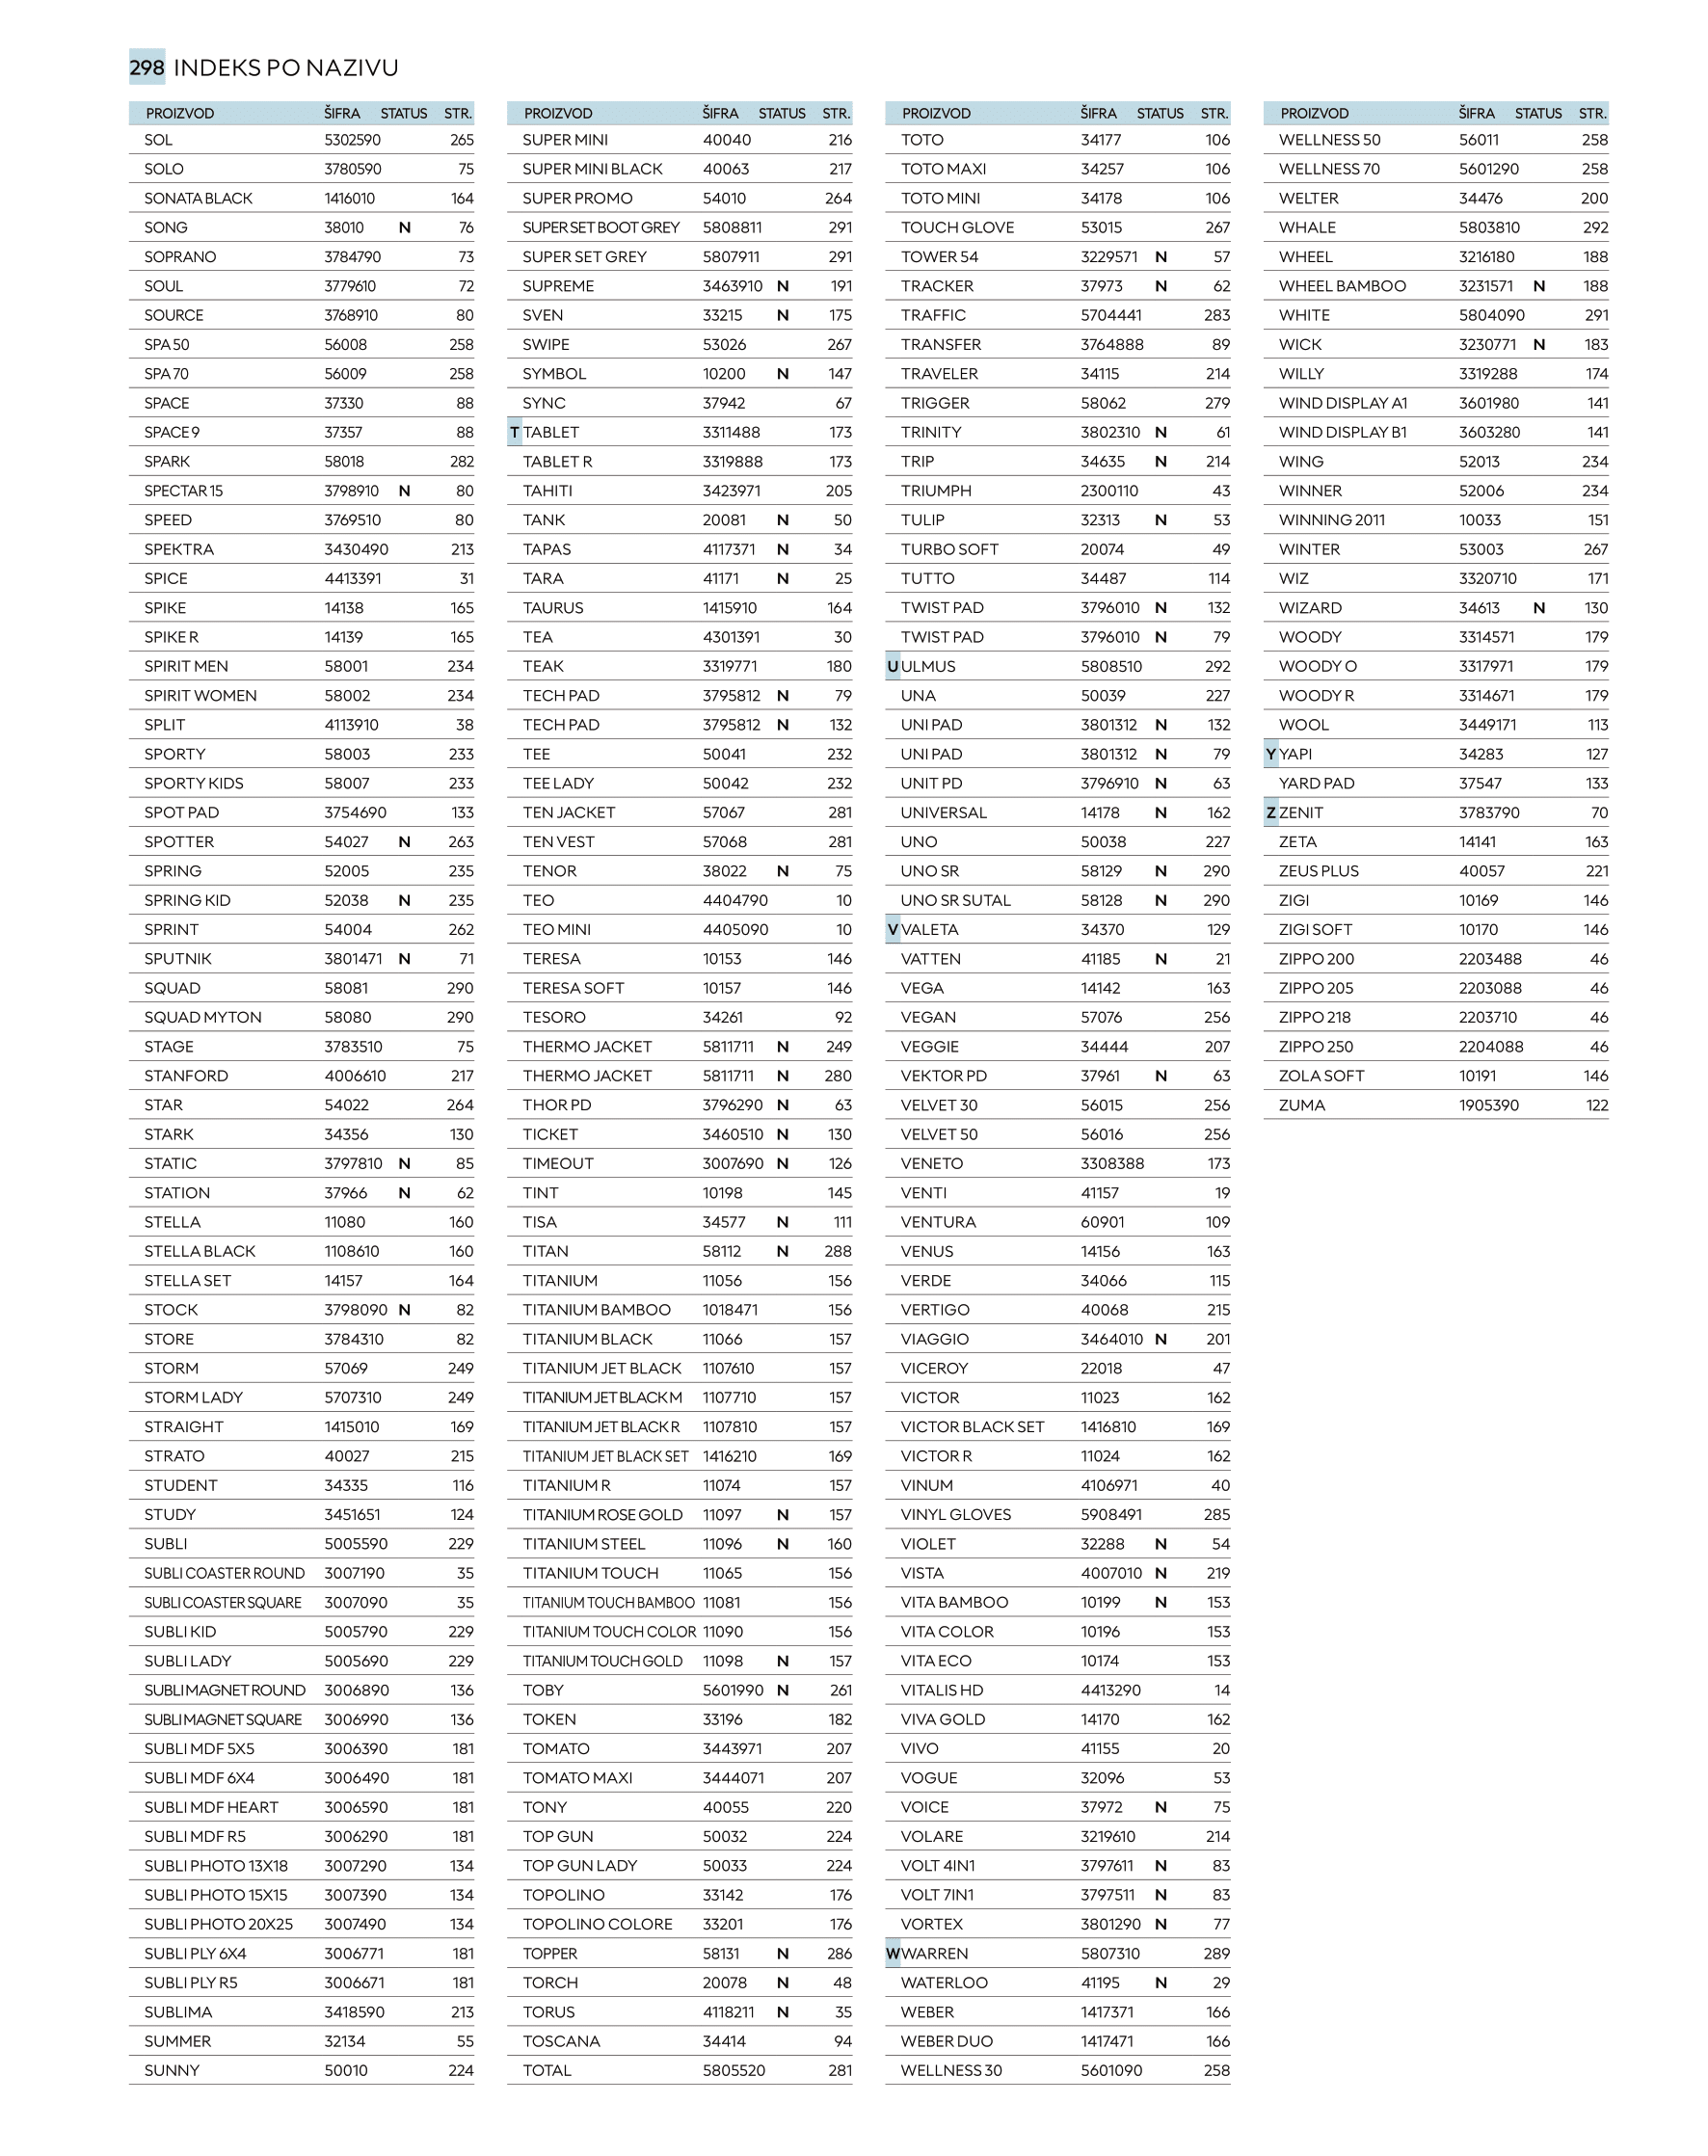 298 INDEKS PO NAZIVU
PROIZVOD ŠIFRA STATUS STR.
SOL 5302590 265
SOLO 3780590 75
SONATA BLACK 1416010 164
SONG 38010 N 76
SOPRANO 3784790 73
SOUL 3779610 72
SOURCE 3768910 80
SPA 50 56008 258
SPA 70 56009 258
SPACE 37330 88
SPACE 9 37357 88
SPARK 58018 282
SPECTAR 15 3798910 N 80
SPEED 3769510 80
SPEKTRA 3430490 213
SPICE 4413391 31
SPIKE 14138 165
SPIKE R 14139 165
SPIRIT MEN 58001 234
SPIRIT WOMEN 58002 234
SPLIT 4113910 38
SPORTY 58003 233
SPORTY KIDS 58007 233
SPOT PAD 3754690 133
SPOTTER 54027 N 263
SPRING 52005 235
SPRING KID 52038 N 235
SPRINT 54004 262
SPUTNIK 3801471 N 71
SQUAD 58081 290
SQUAD MYTON 58080 290
STAGE 3783510 75
STANFORD 4006610 217
STAR 54022 264
STARK 34356 130
STATIC 3797810 N 85
STATION 37966 N 62
STELLA 11080 160
STELLA BLACK 1108610 160
STELLA SET 14157 164
STOCK 3798090 N 82
STORE 3784310 82
STORM 57069 249
STORM LADY 5707310 249
STRAIGHT 1415010 169
STRATO 40027 215
STUDENT 34335 116
STUDY 3451651 124
SUBLI 5005590 229
SUBLI COASTER ROUND 3007190 35
SUBLI COASTER SQUARE 3007090 35
SUBLI KID 5005790 229
SUBLI LADY 5005690 229
SUBLI MAGNET ROUND 3006890 136
SUBLI MAGNET SQUARE 3006990 136
SUBLI MDF 5X5 3006390 181
SUBLI MDF 6X4 3006490 181
SUBLI MDF HEART 3006590 181
SUBLI MDF R5 3006290 181
SUBLI PHOTO 13X18 3007290 134
SUBLI PHOTO 15X15 3007390 134
SUBLI PHOTO 20X25 3007490 134
SUBLI PLY 6X4 3006771 181
SUBLI PLY R5 3006671 181
SUBLIMA 3418590 213
SUMMER 32134 55
SUNNY 50010 224
PROIZVOD ŠIFRA STATUS STR.
SUPER MINI 40040 216
SUPER MINI BLACK 40063 217
SUPER PROMO 54010 264
SUPER SET BOOT GREY 5808811 291
SUPER SET GREY 5807911 291
SUPREME 3463910 N 191
SVEN 33215 N 175
SWIPE 53026 267
SYMBOL 10200 N 147
SYNC 37942 67
T TABLET 3311488 173
TABLET R 3319888 173
TAHITI 3423971 205
TANK 20081 N 50
TAPAS 4117371 N 34
TARA 41171 N 25
TAURUS 1415910 164
TEA 4301391 30
TEAK 3319771 180
TECH PAD 3795812 N 79
TECH PAD 3795812 N 132
TEE 50041 232
TEE LADY 50042 232
TEN JACKET 57067 281
TEN VEST 57068 281
TENOR 38022 N 75
TEO 4404790 10
TEO MINI 4405090 10
TERESA 10153 146
TERESA SOFT 10157 146
TESORO 34261 92
THERMO JACKET 5811711 N 249
THERMO JACKET 5811711 N 280
THOR PD 3796290 N 63
TICKET 3460510 N 130
TIMEOUT 3007690 N 126
TINT 10198 145
TISA 34577 N 111
TITAN 58112 N 288
TITANIUM 11056 156
TITANIUM BAMBOO 1018471 156
TITANIUM BLACK 11066 157
TITANIUM JET BLACK 1107610 157
TITANIUM JET BLACK M 1107710 157
TITANIUM JET BLACK R 1107810 157
TITANIUM JET BLACK SET 1416210 169
TITANIUM R 11074 157
TITANIUM ROSE GOLD 11097 N 157
TITANIUM STEEL 11096 N 160
TITANIUM TOUCH 11065 156
TITANIUM TOUCH BAMBOO 11081 156
TITANIUM TOUCH COLOR 11090 156
TITANIUM TOUCH GOLD 11098 N 157
TOBY 5601990 N 261
TOKEN 33196 182
TOMATO 3443971 207
TOMATO MAXI 3444071 207
TONY 40055 220
TOP GUN 50032 224
TOP GUN LADY 50033 224
TOPOLINO 33142 176
TOPOLINO COLORE 33201 176
TOPPER 58131 N 286
TORCH 20078 N 48
TORUS 4118211 N 35
TOSCANA 34414 94
TOTAL 5805520 281
PROIZVOD ŠIFRA STATUS STR.
TOTO 34177 106
TOTO MAXI 34257 106
TOTO MINI 34178 106
TOUCH GLOVE 53015 267
TOWER 54 3229571 N 57
TRACKER 37973 N 62
TRAFFIC 5704441 283
TRANSFER 3764888 89
TRAVELER 34115 214
TRIGGER 58062 279
TRINITY 3802310 N 61
TRIP 34635 N 214
TRIUMPH 2300110 43
TULIP 32313 N 53
TURBO SOFT 20074 49
TUTTO 34487 114
TWIST PAD 3796010 N 132
TWIST PAD 3796010 N 79
U ULMUS 5808510 292
UNA 50039 227
UNI PAD 3801312 N 132
UNI PAD 3801312 N 79
UNIT PD 3796910 N 63
UNIVERSAL 14178 N 162
UNO 50038 227
UNO SR 58129 N 290
UNO SR SUTAL 58128 N 290
V VALETA 34370 129
VATTEN 41185 N 21
VEGA 14142 163
VEGAN 57076 256
VEGGIE 34444 207
VEKTOR PD 37961 N 63
VELVET 30 56015 256
VELVET 50 56016 256
VENETO 3308388 173
VENTI 41157 19
VENTURA 60901 109
VENUS 14156 163
VERDE 34066 115
VERTIGO 40068 215
VIAGGIO 3464010 N 201
VICEROY 22018 47
VICTOR 11023 162
VICTOR BLACK SET 1416810 169
VICTOR R 11024 162
VINUM 4106971 40
VINYL GLOVES 5908491 285
VIOLET 32288 N 54
VISTA 4007010 N 219
VITA BAMBOO 10199 N 153
VITA COLOR 10196 153
VITA ECO 10174 153
VITALIS HD 4413290 14
VIVA GOLD 14170 162
VIVO 41155 20
VOGUE 32096 53
VOICE 37972 N 75
VOLARE 3219610 214
VOLT 4IN1 3797611 N 83
VOLT 7IN1 3797511 N 83
VORTEX 3801290 N 77
W WARREN 5807310 289
WATERLOO 41195 N 29
WEBER 1417371 166
WEBER DUO 1417471 166
WELLNESS 30 5601090 258
PROIZVOD ŠIFRA STATUS STR.
WELLNESS 50 56011 258
WELLNESS 70 5601290 258
WELTER 34476 200
WHALE 5803810 292
WHEEL 3216180 188
WHEEL BAMBOO 3231571 N 188
WHITE 5804090 291
WICK 3230771 N 183
WILLY 3319288 174
WIND DISPLAY A1 3601980 141
WIND DISPLAY B1 3603280 141
WING 52013 234
WINNER 52006 234
WINNING 2011 10033 151
WINTER 53003 267
WIZ 3320710 171
WIZARD 34613 N 130
WOODY 3314571 179
WOODY O 3317971 179
WOODY R 3314671 179
WOOL 3449171 113
Y YAPI 34283 127
YARD PAD 37547 133
Z ZENIT 3783790 70
ZETA 14141 163
ZEUS PLUS 40057 221
ZIGI 10169 146
ZIGI SOFT 10170 146
ZIPPO 200 2203488 46
ZIPPO 205 2203088 46
ZIPPO 218 2203710 46
ZIPPO 250 2204088 46
ZOLA SOFT 10191 146
ZUMA 1905390 122